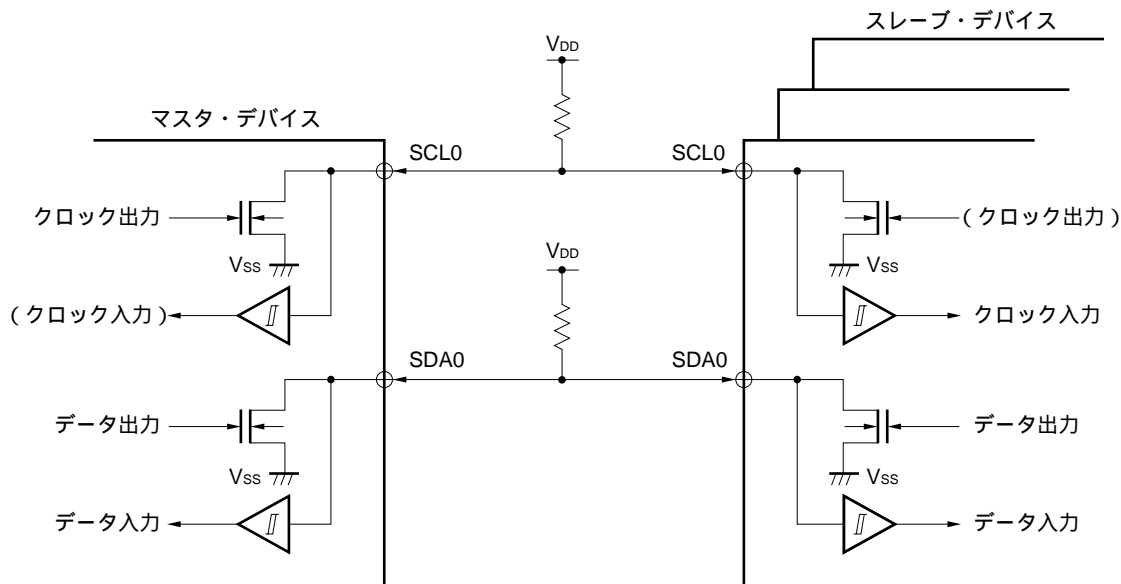 スレーブ・デバイス
VDD
マスタ・デバイス
SCL0
SCL0
クロック出力
(クロック出力)
VSS
VDD
VSS
(クロック入力)
クロック入力
SDA0
SDA0
データ出力
データ出力
VSS
VSS
データ入力
データ入力